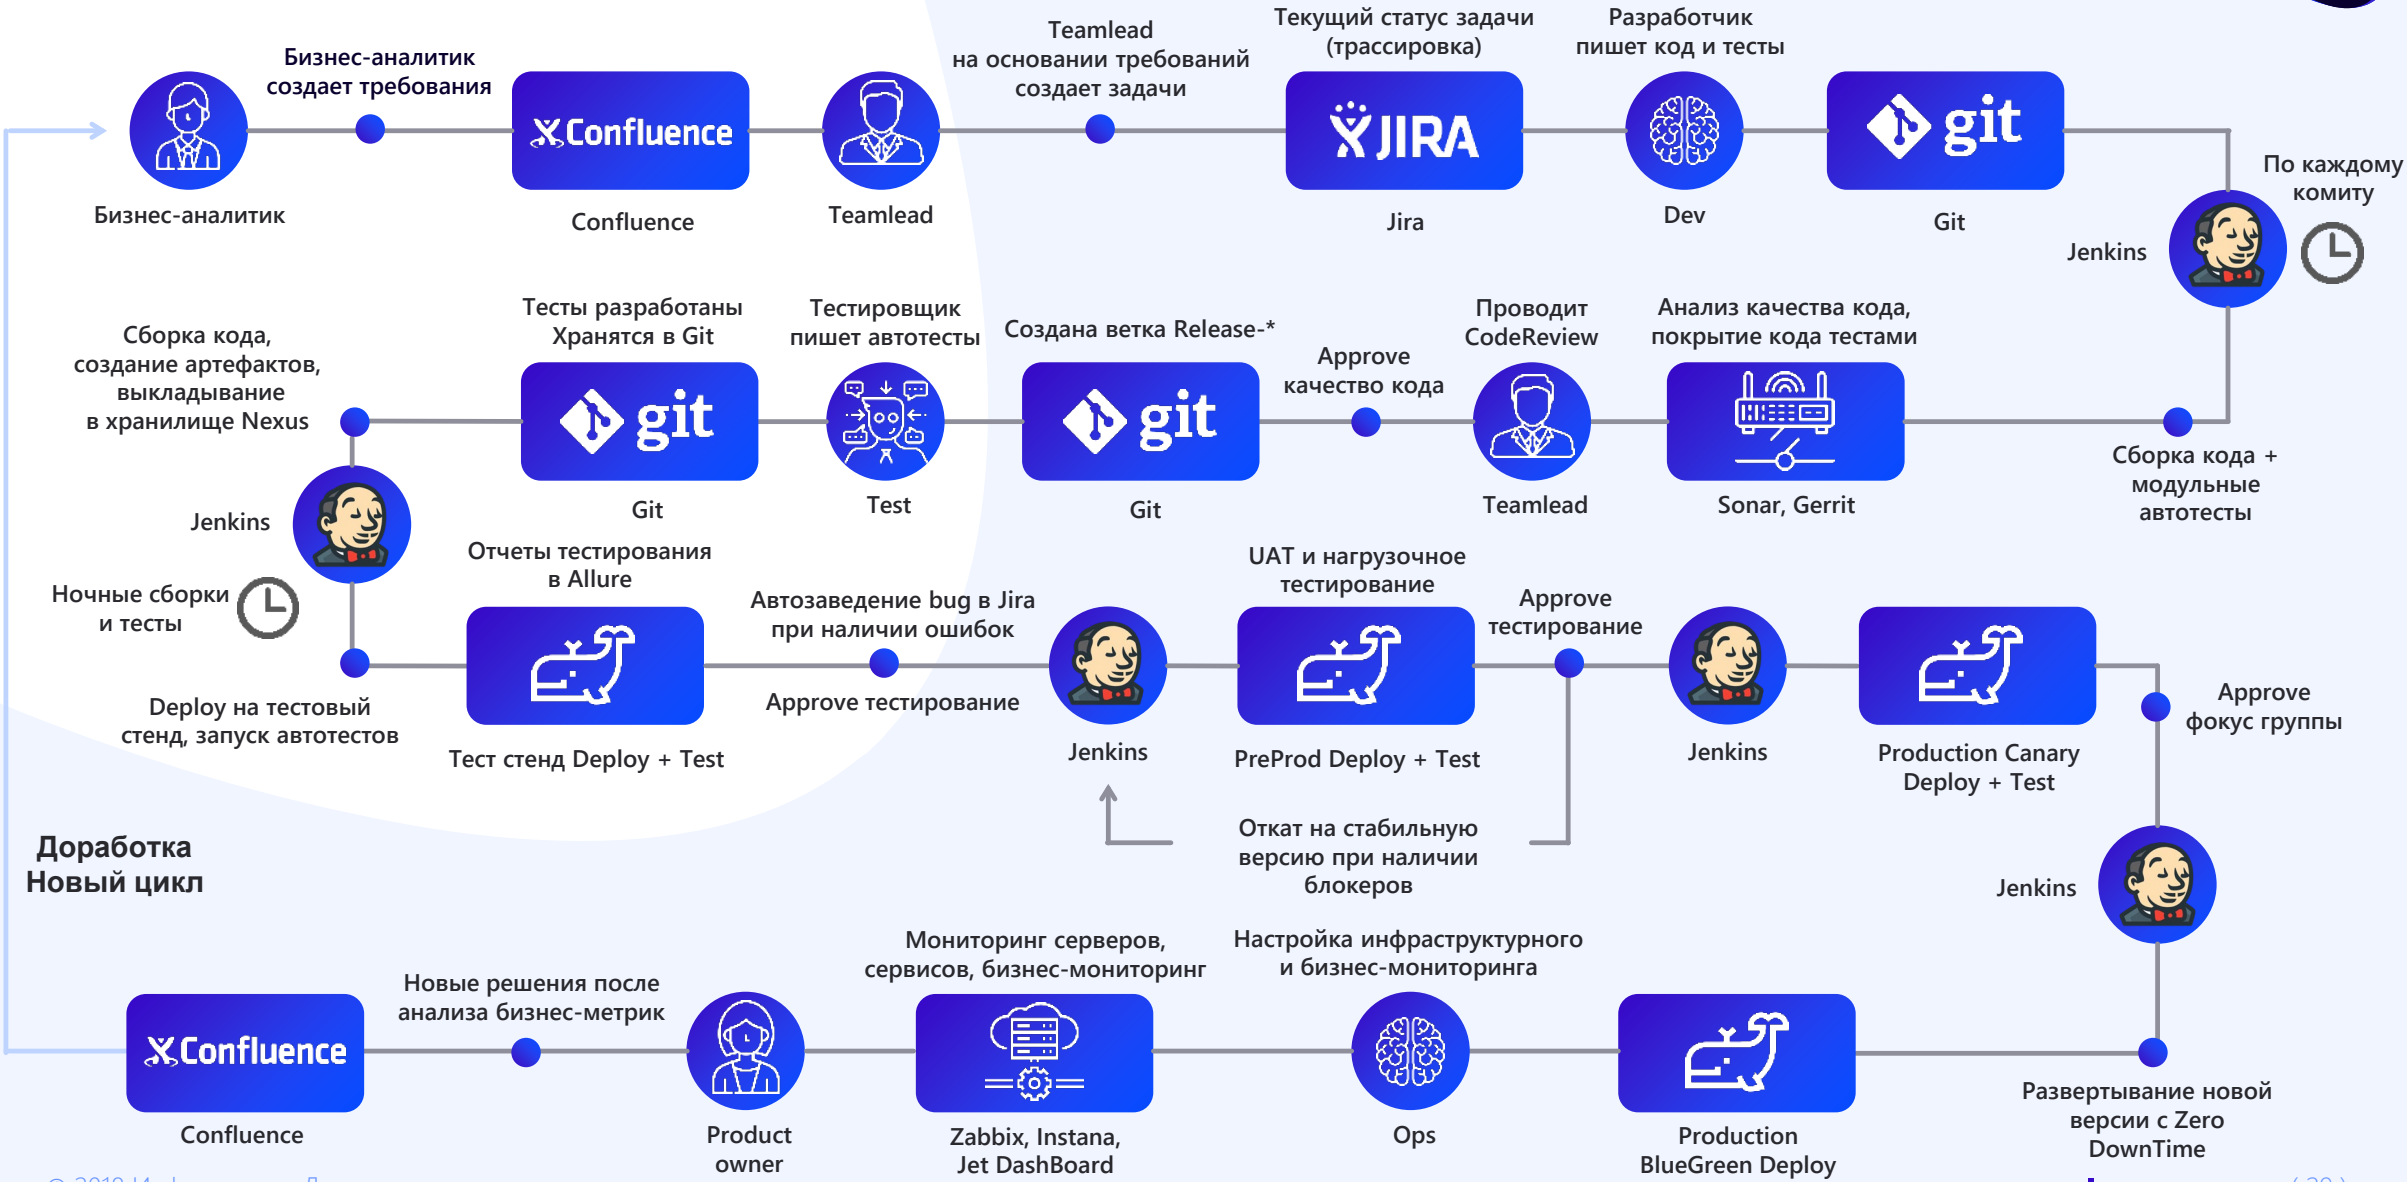 Бизнес-аналитик
создает требования
Teamlead
на основании требований
создает задачи
Текущий статус задачи
(трассировка)
Разработчик
пишет код и тесты
Confluence
JIRA
git
Бизнес-аналитик
Confluence
Teamlead
Jira
Dev
Git
По каждому
комиту
Jenkins
Сборка кода,
создание артефактов,
выкладывание
в хранилище Nexus
Тесты разработаны
Хранятся в Git
Тестировщик
пишет автотесты
Создана ветка Release-*
Approve
качество кода
Проводит
CodeReview
Анализ качества кода,
покрытие кода тестами
git
git
Git
Test
Git
Teamlead
Sonar, Gerrit
Сборка кода +
модульные
автотесты
Jenkins
Ночные сборки
и тесты
Отчеты тестирования
в Allure
Автозаведение bug в Jira
при наличии ошибок
Approve тестирование
UAT и нагрузочное
тестирование
Approve
тестирование
Approve
фокус группы
Deploy на тестовый
стенд, запуск автотестов
Тест стенд Deploy + Test
Jenkins
PreProd Deploy + Test
Jenkins
Production Canary
Deploy + Test
Откат на стабильную
версию при наличии
блокеров
Доработка
Новый цикл
Jenkins
Новые решения после
анализа бизнес-метрик
Мониторинг серверов,
сервисов, бизнес-мониторинг
Настройка инфраструктурного
и бизнес-мониторинга
Confluence
Confluence
Product
owner
Zabbix, Instana,
Jet DashBoard
Ops
Production
BlueGreen Deploy
Развертывание новой
версии с Zero
DownTime